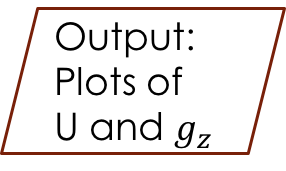 Output:
Plots of
U and g_z